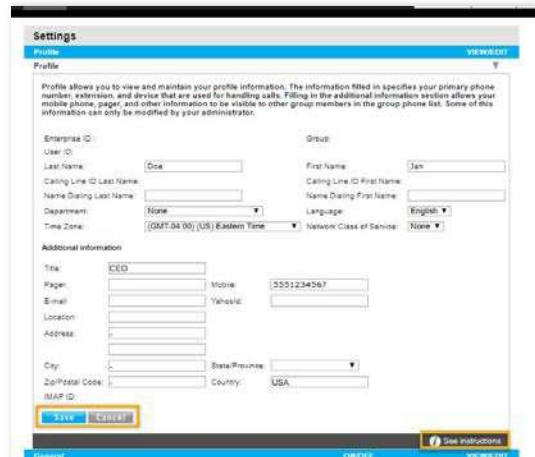 Settings
Profile VIEW/EDIT
Profile
Profile allows you to view and maintain your profile information. The information filled in specifies your primary phone
number, extension, and device that are used for handling calls. Filling in the additional information section allows your
mobile phone, pager, and other information to be visible to other group members in the group phone list. Some of this
information can only be modified by your administrator.
Enterprise ID: Group:
User ID:
Last Name: Doe First Name: Jan
Calling Line ID Last Name: Calling Line ID First Name:
Name Dialing Last Name: Name Dialing First Name:
Department: None Language: English
Time Zone: (GMT-04:00) (US) Eastern Time Network Class of Service: None
Additional Information
Title: CEO
Pager: Mobile: 5551234567
E-mail: YahooId:
Location:
Address: -
City: - State/Province:
Zip/Postal Code: - Country: USA
IMAP ID:
Save Cancel
See instructions
General ON/OFF VIEW/EDIT